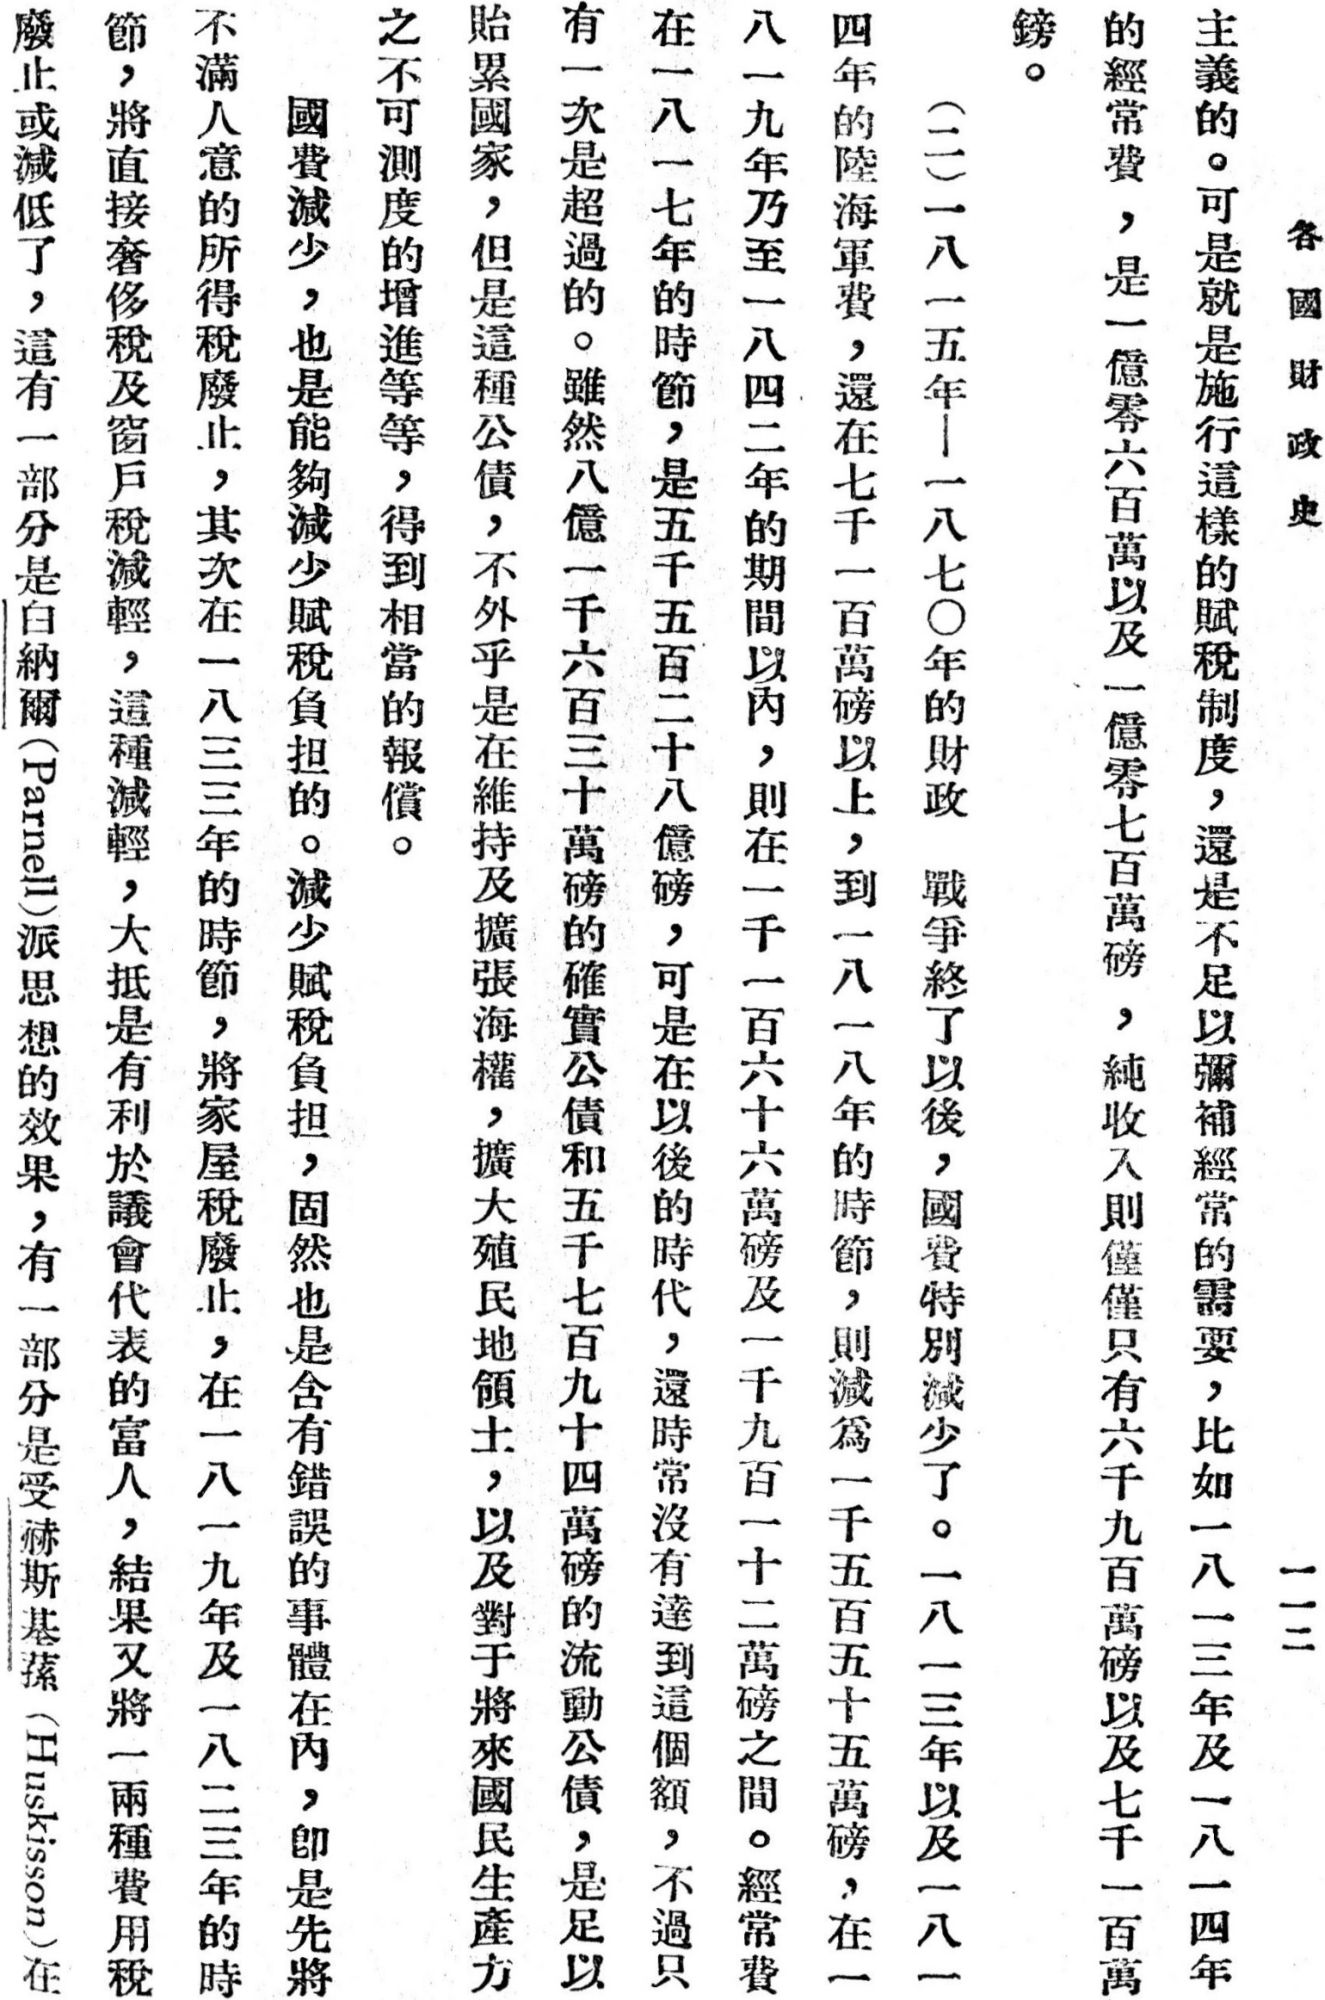 各國財政史
一一二
主義的。可是就是施行這樣的賦稅制度，還是不足以彌補經常的需要，比如一八一三年及一八一四年
的經常費，是一億零六百萬以及一億零七百萬磅，純收入則僅僅只有六千九百萬磅以及七千一百萬
鎊。
（二）一八一五年—一八七〇年的財政　戰爭終了以後，國費特別減少了。一八一三年以及一八一
四年的陸海軍費，還在七千一百萬磅以上，到一八一八年的時節，則減爲一千五百五十五萬磅，在一
八一九年乃至一八四二年的期間以內，則在一千一百六十六萬磅及一千九百一十二萬磅之間。經常費
在一八一七年的時節，是五千五百二十八億磅，可是在以後的時代，還時常沒有達到這個額，不過只
有一次是超過的。雖然八億一千六百三十萬磅的確實公債和五千七百九十四萬磅的流動公債，是足以
貽累國家，但是這種公債，不外乎是在維持及擴張海權，擴大殖民地領土，以及對于將來國民生產力
之不可測度的增進等等，得到相當的報償。
國費減少，也是能夠減少賦稅負担的。減少賦稅負担，固然也是含有錯誤的事體在內，卽是先將
不滿人意的所得稅廢止，其次在一八三三年的時節，將家屋稅廢止，在一八一九年及一八二三年的時
節，將直接奢侈稅及窗戶稅減輕，這種減輕，大抵是有利於議會代表的富人，結果又將一兩種費用稅
廢止或減低了，這有一部分是白納爾（Parnell）派思想的效果，有一部分是受赫斯基蓀（Huskisson）在